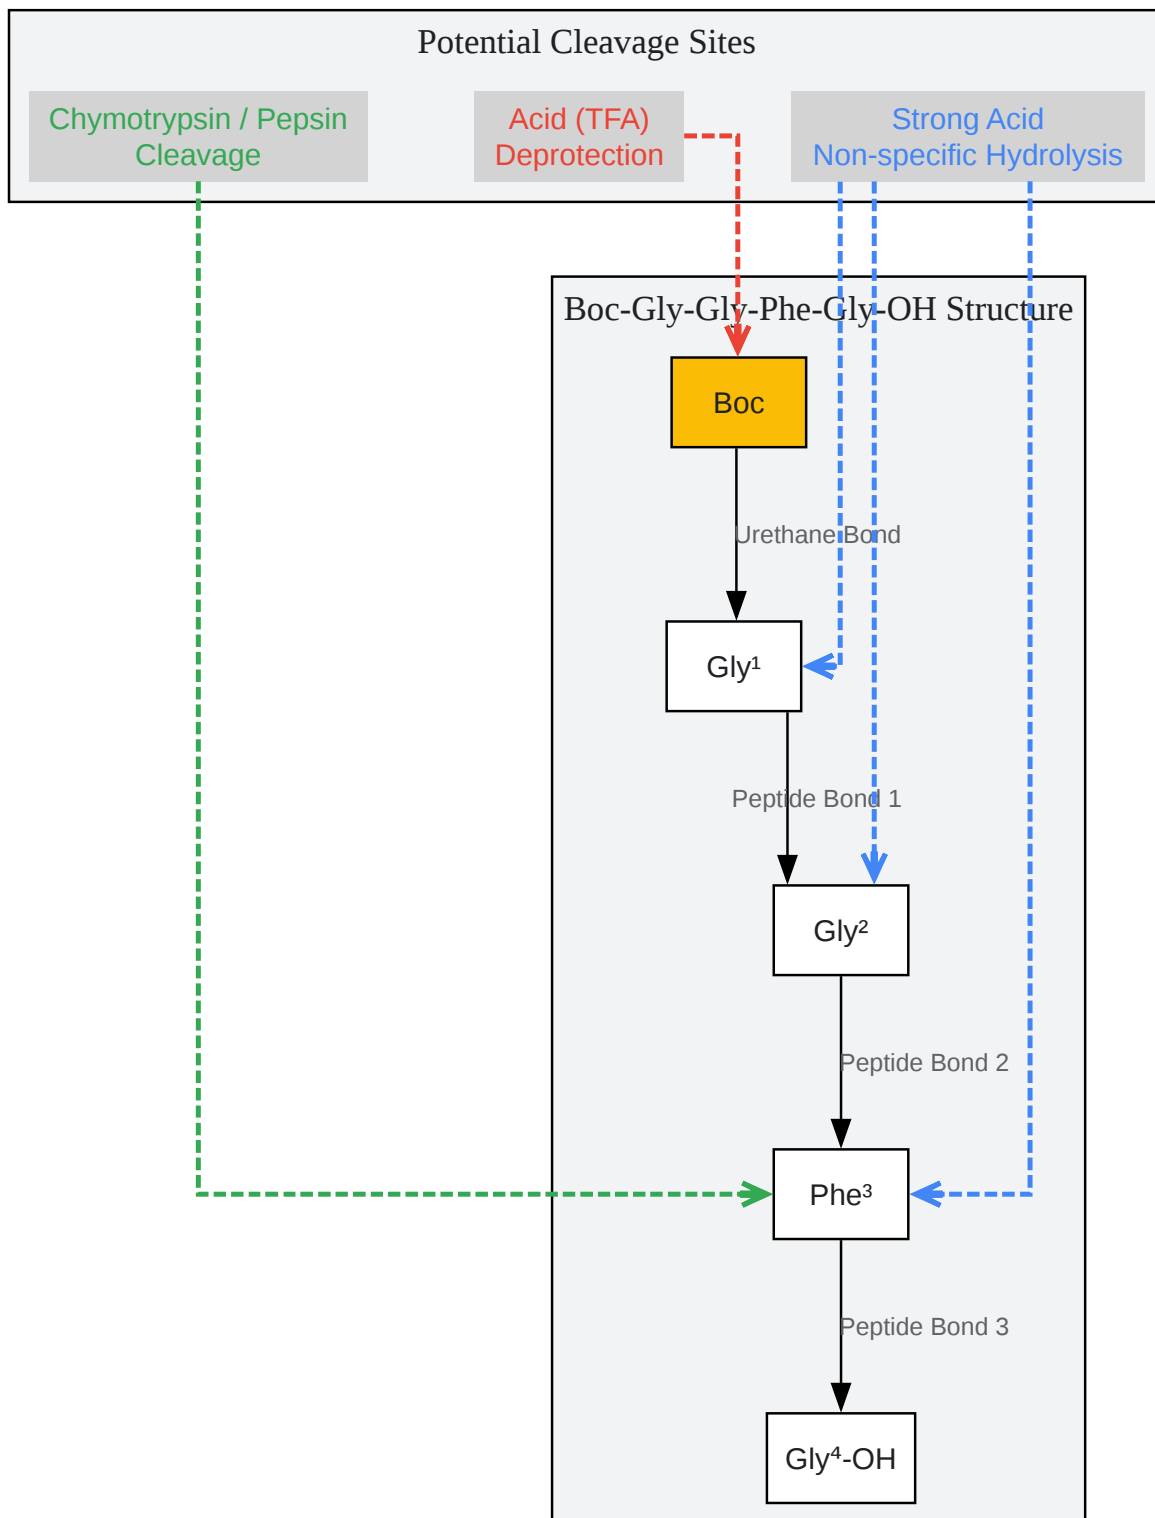 Potential Cleavage Sites
Chymotrypsin / Pepsin
Cleavage
Acid (TFA)
Deprotection
Strong Acid
Non-specific Hydrolysis
Boc-Gly-Gly-Phe-Gly-OH Structure
Boc
Urethane Bond
Gly¹
Peptide Bond 1
Gly²
Peptide Bond 2
Phe³
Peptide Bond 3
Gly⁴-OH